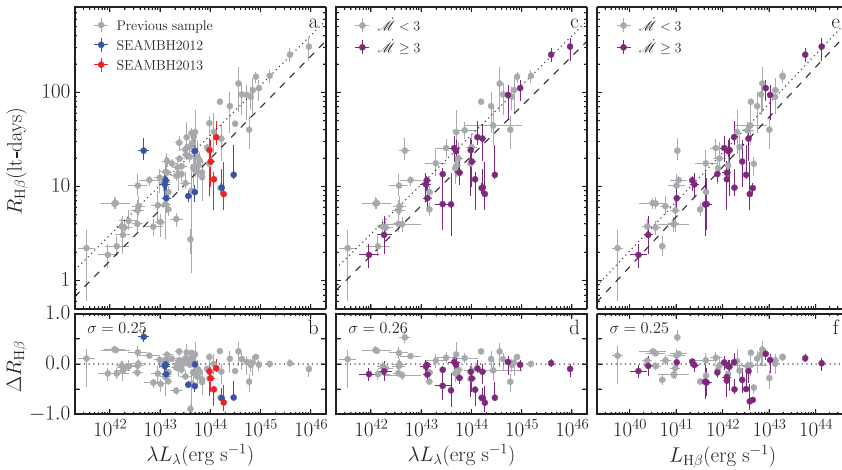 Previous sample
SEAMBH2012
SEAMBH2013
a
ℳ̇ < 3
ℳ̇ ≥ 3
c
ℳ̇ < 3
ℳ̇ ≥ 3
e
100
10
1
R_Hβ(lt-days)
σ = 0.25
b
σ = 0.26
d
σ = 0.25
f
1.0
0.0
−1.0
ΔR_Hβ
10^42 10^43 10^44 10^45 10^46
10^42 10^43 10^44 10^45 10^46
10^40 10^41 10^42 10^43 10^44
λL_λ(erg s^−1)
λL_λ(erg s^−1)
L_Hβ(erg s^−1)